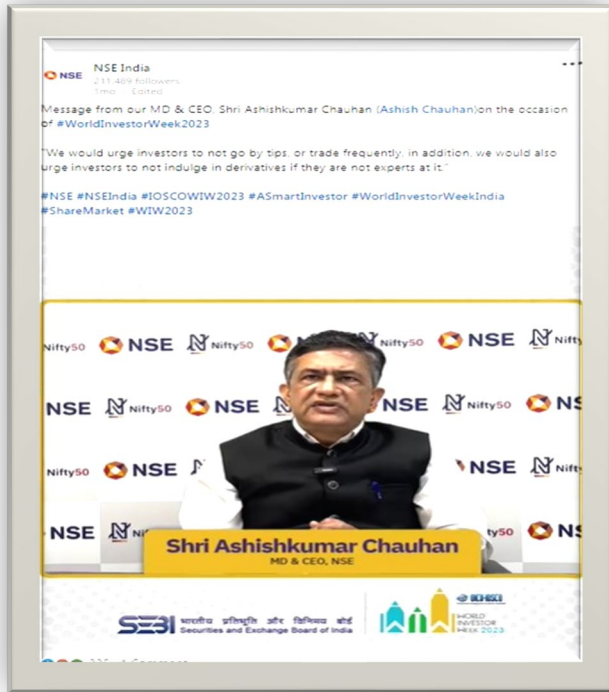 NSE
NSE India
211,489 followers
1mo Edited
Message from our MD & CEO, Shri Ashishkumar Chauhan (Ashish Chauhan)on the occasion
of #WorldInvestorWeek2023
"We would urge investors to not go by tips, or trade frequently, in addition, we would also
urge investors to not indulge in derivatives if they are not experts at it."
#NSE #NSEIndia #IOSCOWIW2023 #ASmartInvestor #WorldInvestorWeekIndia
#ShareMarket #WIW2023
Nifty50 NSE Nifty50 Nifty50 NSE Nifty
NSE Nifty50 NSE NSE Nifty50 NS
Nifty50 NSE NSE Nifty
NSE Ni ty50 NS
Shri Ashishkumar Chauhan
MD & CEO, NSE
SEBI भारतीय प्रतिभूति और विनिमय बोर्ड
Securities and Exchange Board of India
WORLD
INVESTOR
WEEK 2023